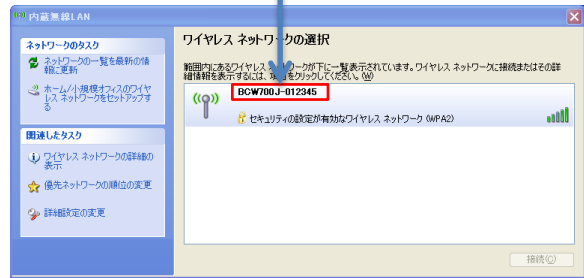 内蔵無線LAN
ネットワークのタスク
ネットワークの一覧を最新の情
報に更新
ホーム/小規模オフィスのワイヤ
レス ネットワークをセットアップす
る
関連したタスク
ワイヤレス ネットワークの詳細の
表示
優先ネットワークの順位の変更
詳細設定の変更
ワイヤレス ネットワークの選択
範囲内にあるワイヤレス ネットワークが下に一覧表示されています。ワイヤレス ネットワークに接続またはその詳
細情報を表示するには、項目をクリックしてください。(W)
BCW700J-012345
セキュリティの設定が有効なワイヤレス ネットワーク (WPA2)
接続(C)